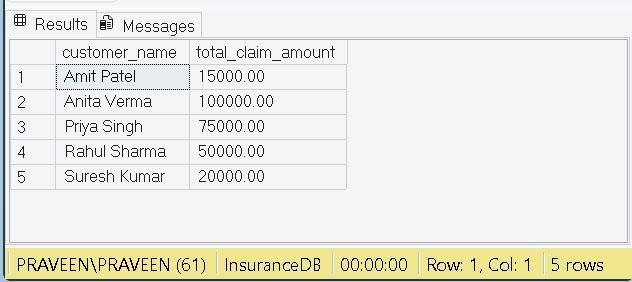 Results Messages
customer_name total_claim_amount
1 Amit Patel 15000.00
2 Anita Verma 100000.00
3 Priya Singh 75000.00
4 Rahul Sharma 50000.00
5 Suresh Kumar 20000.00
PRAVEEN\PRAVEEN (61) InsuranceDB 00:00:00 Row: 1, Col: 1 5 rows